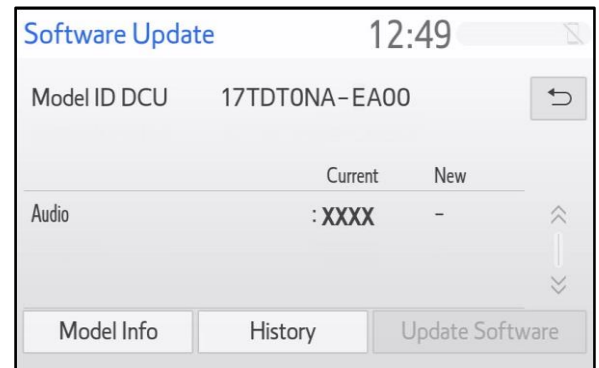 Software Update 12:49
Model ID DCU 17TDT0NA-EA00
Current New
Audio : XXXX -
Model Info History Update Software